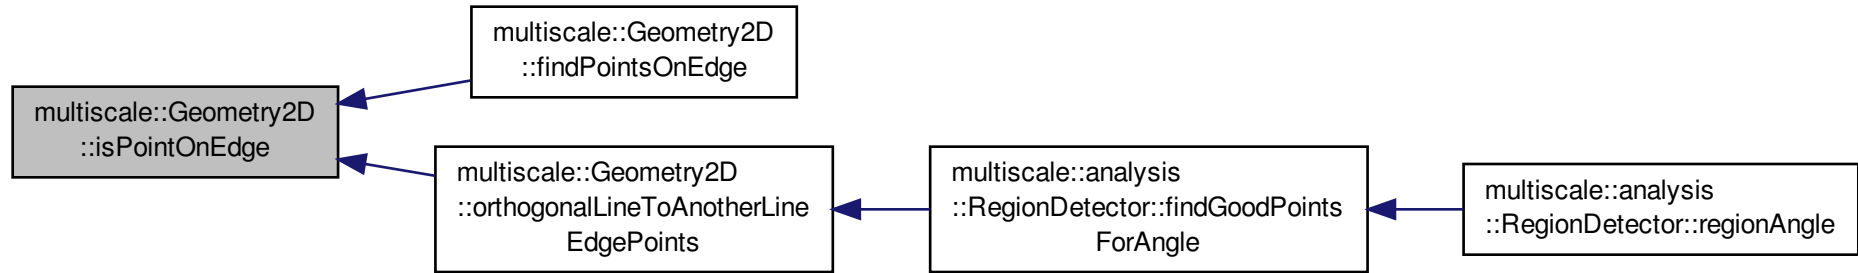 multiscale::Geometry2D
::isPointOnEdge
multiscale::Geometry2D
::findPointsOnEdge
multiscale::Geometry2D
::orthogonalLineToAnotherLine
EdgePoints
multiscale::analysis
::RegionDetector::findGoodPoints
ForAngle
multiscale::analysis
::RegionDetector::regionAngle